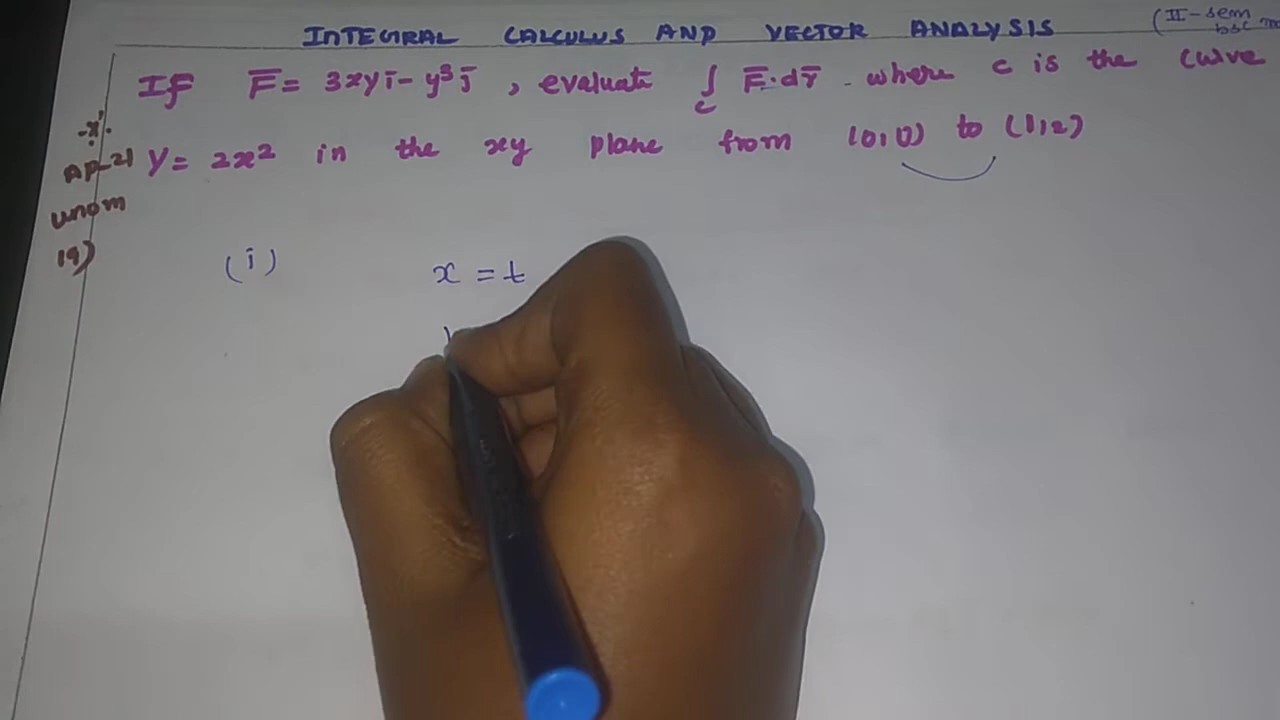 INTEGRAL CALCULUS AND VECTOR ANALYSIS
(II-sem
bsc m
If F̅ = 3xyi̅ - y³j̅ , evaluate ∫c F̅.dr̅ . where c is the curve
y = 2x² in the xy plane from (0,0) to (1,2)
AP-21
unom
19)
(i) x = t